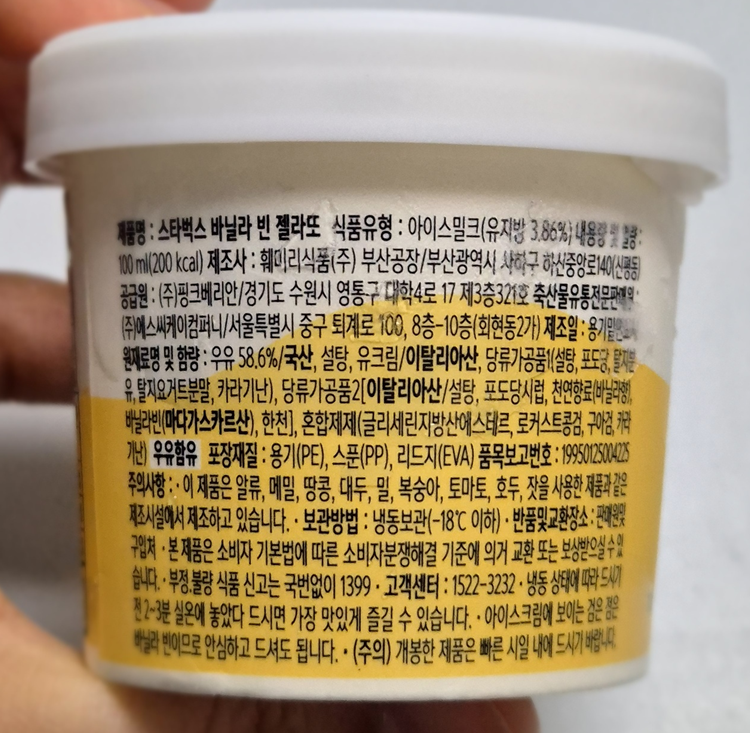 제품명 : 스타벅스 바닐라 빈 젤라또 식품유형 : 아이스밀크(유지방 3.86%) 내용량 및 열량 :
100 ml(200 kcal) 제조사 : 훼미리식품(주) 부산공장/부산광역시 사하구 하신중앙로140(신평동)
공급원 : (주)핑크베리안/경기도 수원시 영통구 대학4로 17 제3층321호 축산물유통전문판매원 :
(주)에스씨케이컴퍼니/서울특별시 중구 퇴계로 100, 8층-10층(회현동2가) 제조일 :
원재료명 및 함량 : 우유 58.6%/국산, 설탕, 유크림/이탈리아산, 당류가공품1(설탕, 포도당, 탈지분
유, 탈지요거트분말, 카라기난), 당류가공품2[이탈리아산/설탕, 포도당시럽, 천연향료(바닐라향),
바닐라빈(마다가스카르산), 한천], 혼합제제(글리세린지방산에스테르, 로커스트콩검, 구아검, 카라
기난) 우유함유 포장재질 : 용기(PE), 스푼(PP), 리드지(EVA) 품목보고번호 : 19950125004225
주의사항 : · 이 제품은 알류, 메밀, 땅콩, 대두, 밀, 복숭아, 토마토, 호두, 잣을 사용한 제품과 같은
제조시설에서 제조하고 있습니다. · 보관방법 : 냉동보관(-18℃ 이하) · 반품및교환장소 : 판매원및
구입처 · 본 제품은 소비자 기본법에 따른 소비자분쟁해결 기준에 의거 교환 또는 보상받으실 수 있
습니다. · 부정.불량 식품 신고는 국번없이 1399 · 고객센터 : 1522-3232 · 냉동 상태에 따라 드시기
전 2~3분 실온에 놓았다 드시면 가장 맛있게 즐길 수 있습니다. · 아이스크림에 보이는 검은 점은
바닐라 빈이므로 안심하고 드셔도 됩니다. · (주의) 개봉한 제품은 빠른 시일 내에 드시기 바랍니다.